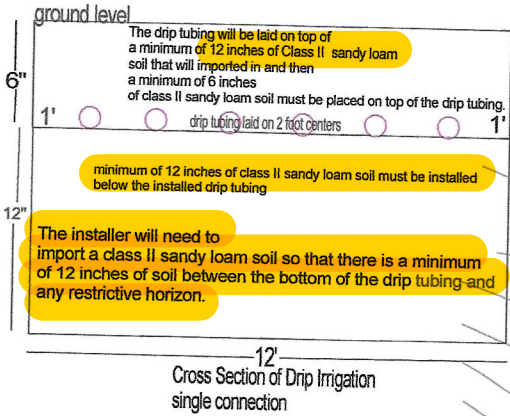 ground level
The drip tubing will be laid on top of
a minimum of 12 inches of Class II sandy loam
soil that will imported in and then
a minimum of 6 inches
of class II sandy loam soil must be placed on top of the drip tubing.
6"
1'
drip tubing laid on 2 foot centers
1'
minimum of 12 inches of class II sandy loam soil must be installed
below the installed drip tubing
12"
The installer will need to
import a class II sandy loam soil so that there is a minimum
of 12 inches of soil between the bottom of the drip tubing and
any restrictive horizon.
12'
Cross Section of Drip Irrigation
single connection